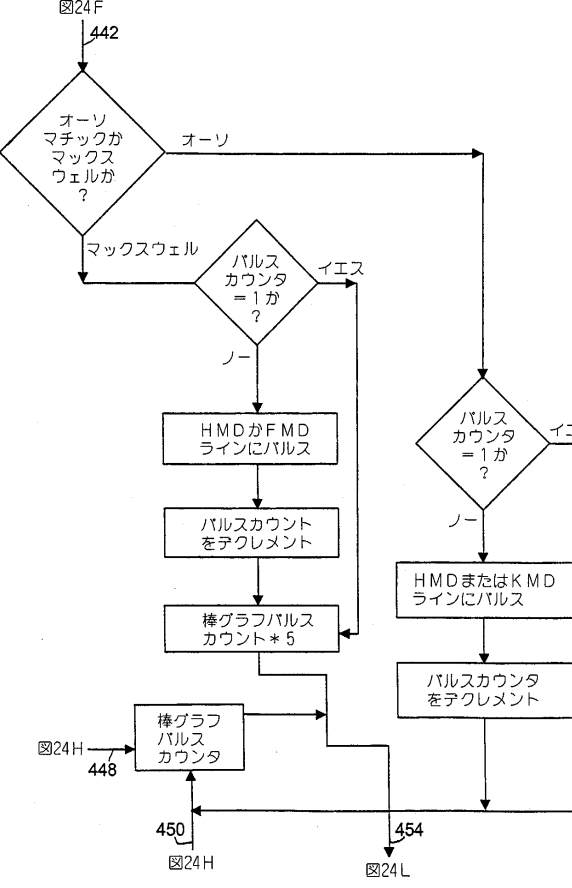 図24F
442
オーソ
マチックか
マックス
ウェルか
?
オーソ
マックスウェル
パルス
カウンタ
=1か
?
イエス
ノー
HMDかFMD
ラインにパルス
パルスカウント
をデクレメント
棒グラフパルス
カウント*5
パルス
カウンタ
=1か
?
ノー
HMDまたはKMD
ラインにパルス
パルスカウンタ
をデクレメント
棒グラフ
パルス
カウンタ
図24H
448
450
図24H
454
図24L